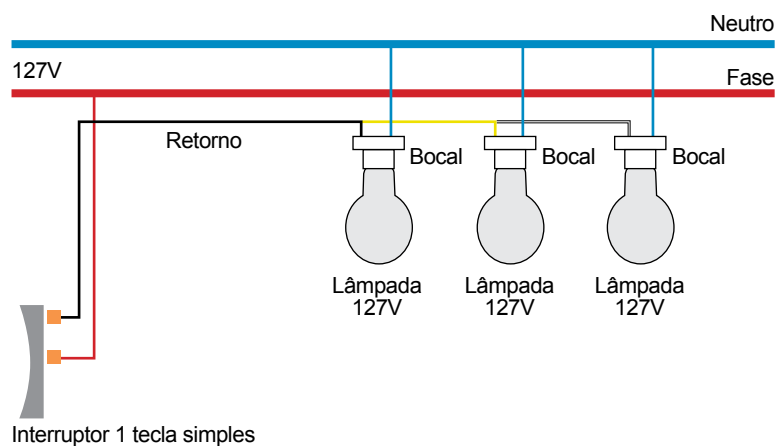 Neutro
127V
Fase
Retorno
Bocal
Bocal
Bocal
Lâmpada
127V
Lâmpada
127V
Lâmpada
127V
Interruptor 1 tecla simples